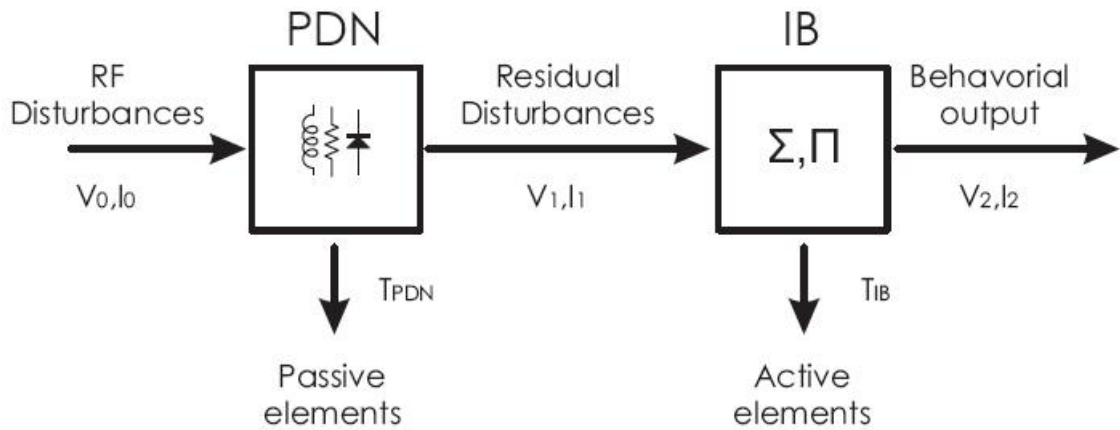 PDN
IB
RF
Disturbances
Residual
Disturbances
Behavorial
output
Σ,Π
V0,I0
V1,I1
V2,I2
TPDN
TIB
Passive
elements
Active
elements